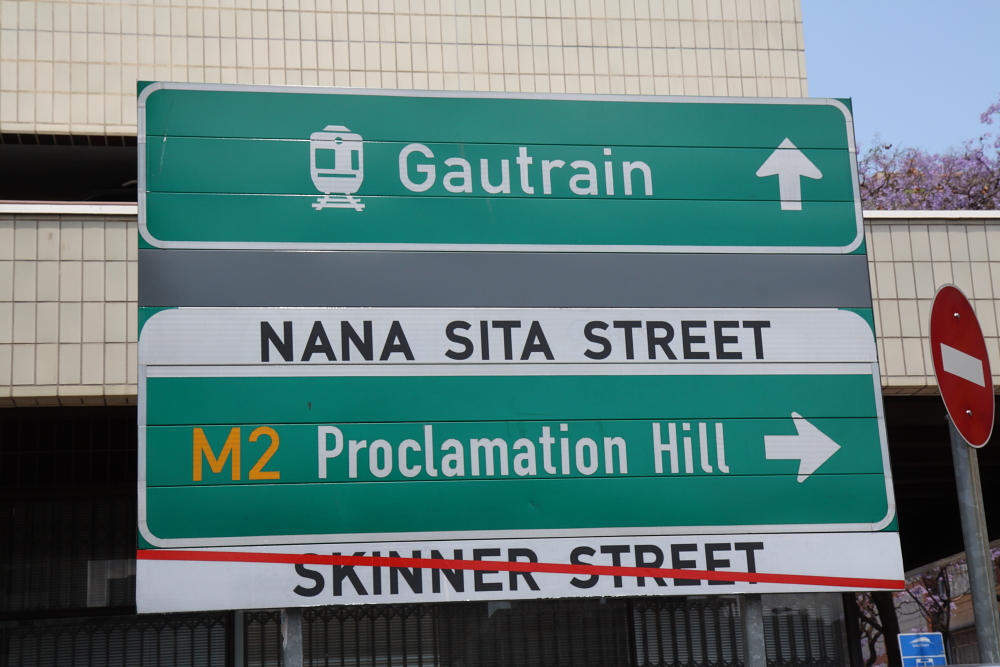 Gautrain
NANA SITA STREET
M2 Proclamation Hill
SKINNER STREET